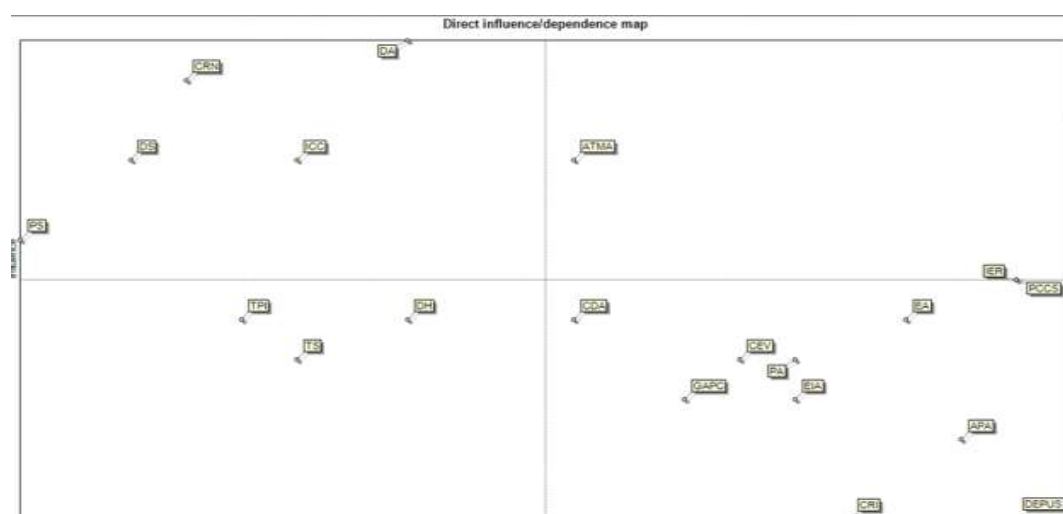 Direct influence/dependence map
DA
CRN
DS
ICC
ATMA
PS
influence
IER
PCCS
TPI
DH
CDA
EA
TS
CEV
PA
GAPC
EIA
APA
CRI
DEPUS